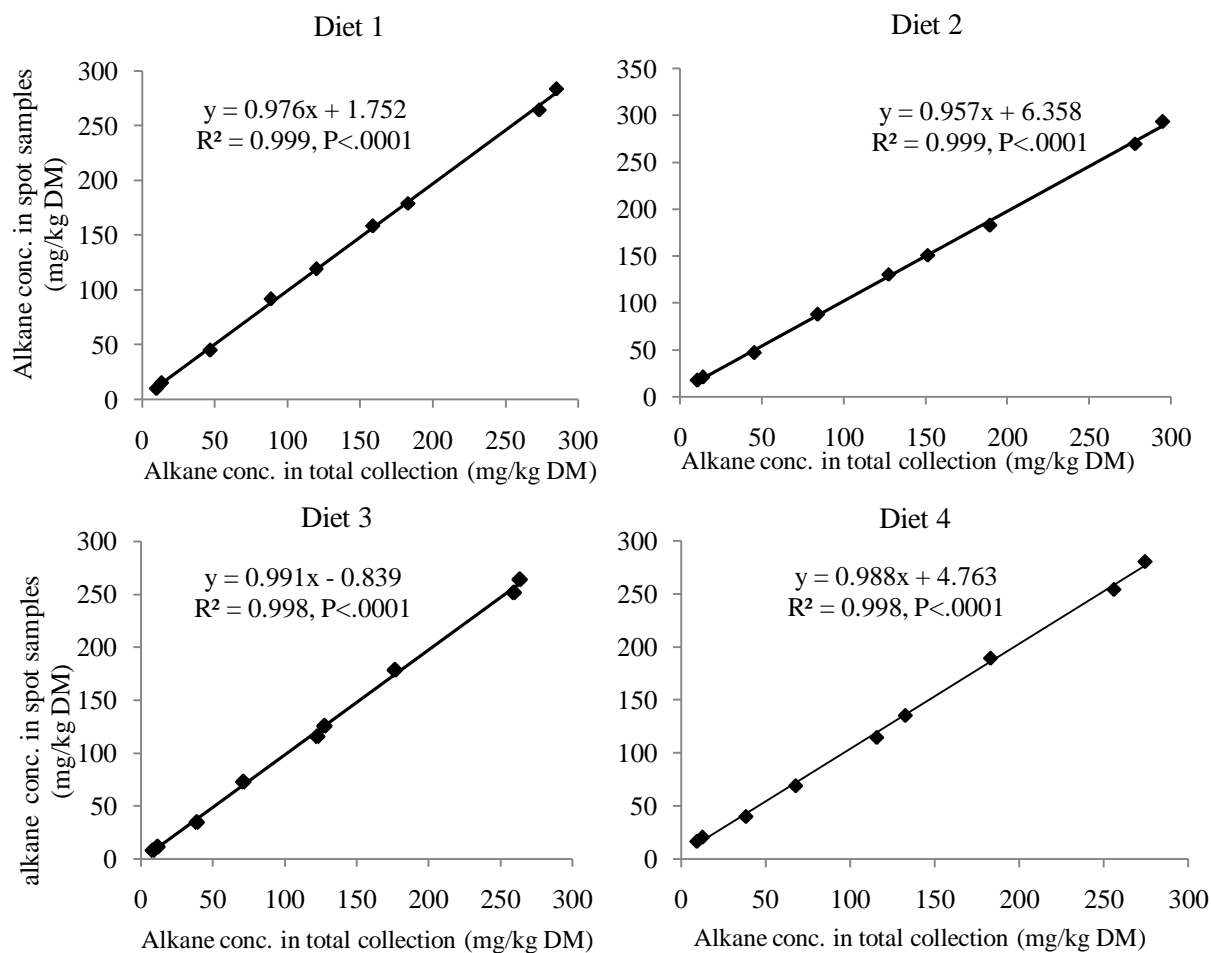 Diet 1
Alkane conc. in spot samples
(mg/kg DM)
300
250
200
150
100
50
0
y = 0.976x + 1.752
R² = 0.999, P<.0001
0 50 100 150 200 250 300
Alkane conc. in total collection (mg/kg DM)
Diet 2
350
300
250
200
150
100
50
0
y = 0.957x + 6.358
R² = 0.999, P<.0001
0 50 100 150 200 250 300
Alkane conc. in total collection (mg/kg DM)
Diet 3
alkane conc. in spot samples
(mg/kg DM)
300
250
200
150
100
50
0
y = 0.991x - 0.839
R² = 0.998, P<.0001
0 50 100 150 200 250 300
Alkane conc. in total collection (mg/kg DM)
Diet 4
300
250
200
150
100
50
0
y = 0.988x + 4.763
R² = 0.998, P<.0001
0 50 100 150 200 250 300
Alkane conc. in total collection (mg/kg DM)